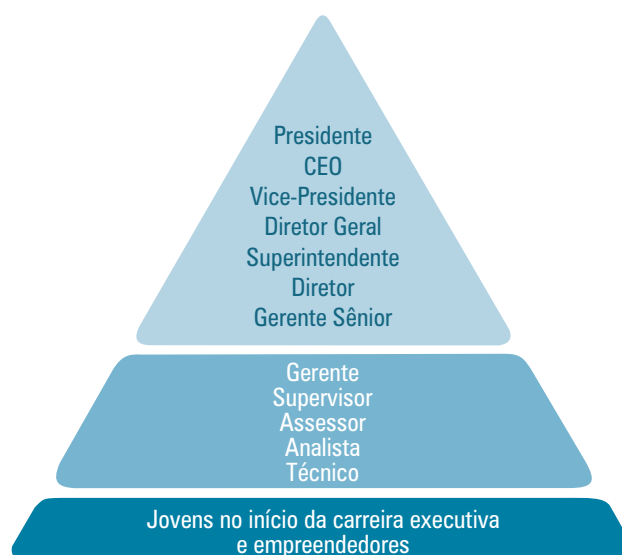 Presidente
CEO
Vice-Presidente
Diretor Geral
Superintendente
Diretor
Gerente Sênior
Gerente
Supervisor
Assessor
Analista
Técnico
Jovens no início da carreira executiva
e empreendedores